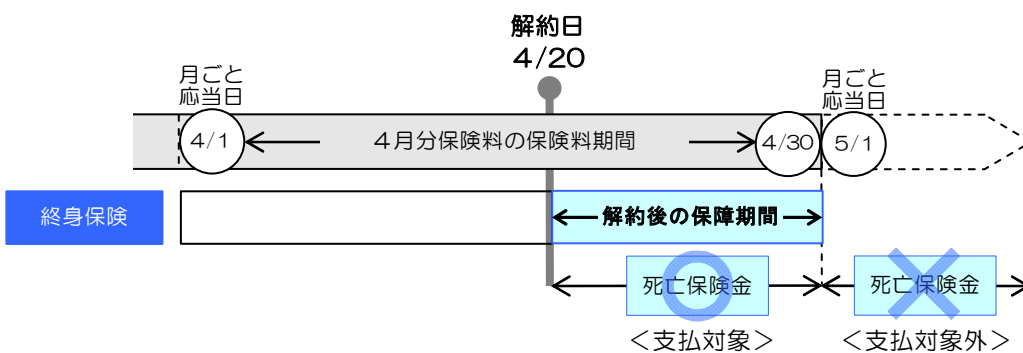 解約日
4/20
月ごと
応当日
月ごと
応当日
4/1
４月分保険料の保険料期間
4/30
5/1
終身保険
解約後の保障期間
死亡保険金
死亡保険金
＜支払対象＞
＜支払対象外＞